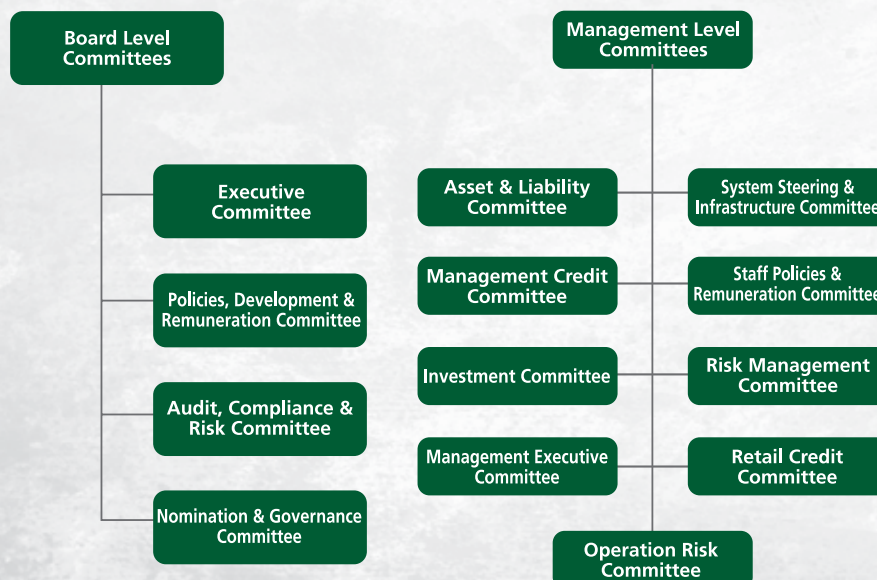 Board Level
Committees
Executive
Committee
Policies, Development &
Remuneration Committee
Audit, Compliance &
Risk Committee
Nomination & Governance
Committee
Management Level
Committees
Asset & Liability
Committee
System Steering &
Infrastructure Committee
Management Credit
Committee
Staff Policies &
Remuneration Committee
Investment Committee
Risk Management
Committee
Management Executive
Committee
Retail Credit
Committee
Operation Risk
Committee